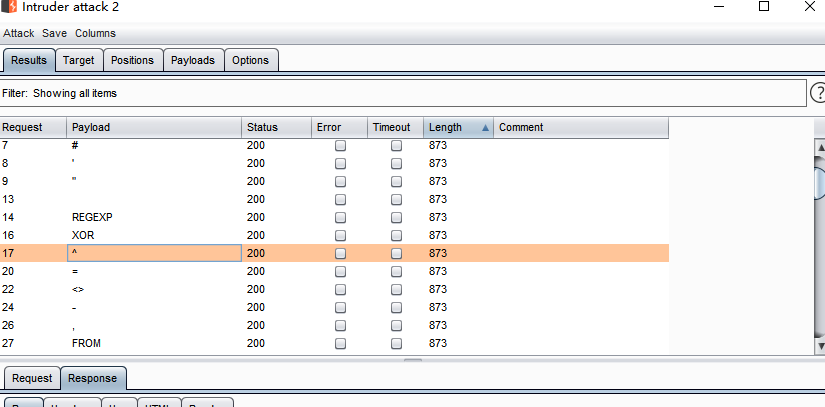 Intruder attack 2
Attack Save Columns
Results Target Positions Payloads Options
Filter: Showing all items ?
Request Payload Status Error Timeout Length Comment
7 # 200 873
8 ' 200 873
9 " 200 873
13 200 873
14 REGEXP 200 873
16 XOR 200 873
17 ^ 200 873
20 = 200 873
22 <> 200 873
24 - 200 873
26 , 200 873
27 FROM 200 873
Request Response